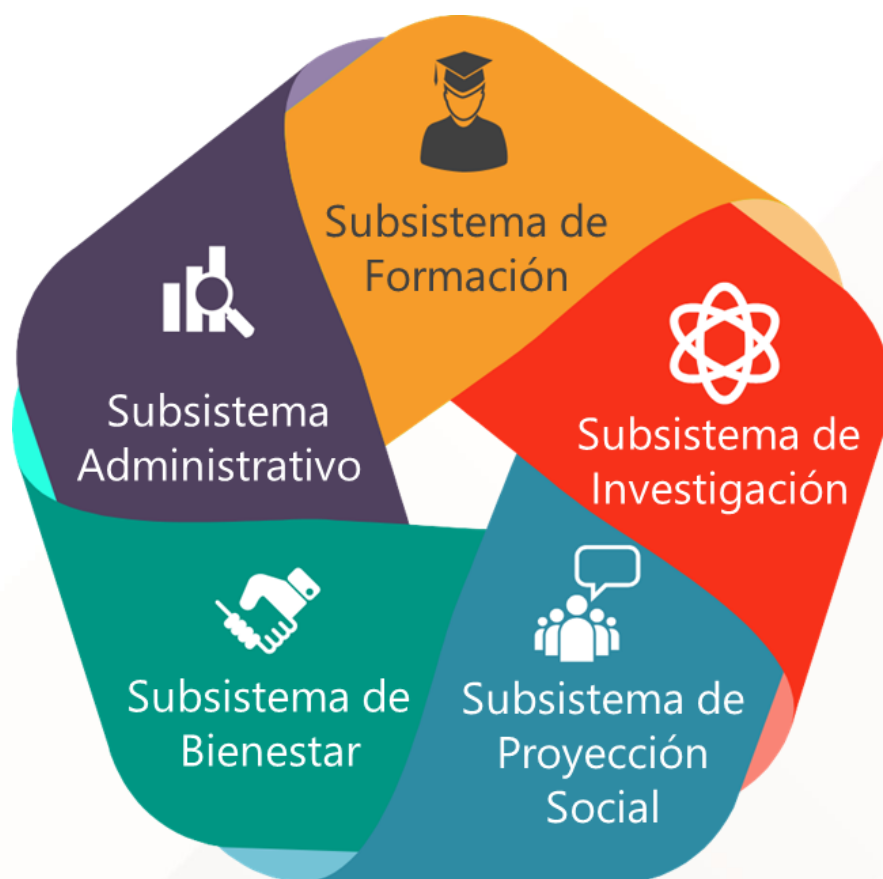 Subsistema de
Formación
Subsistema de
Investigación
Subsistema de
Proyección
Social
Subsistema de
Bienestar
Subsistema
Administrativo